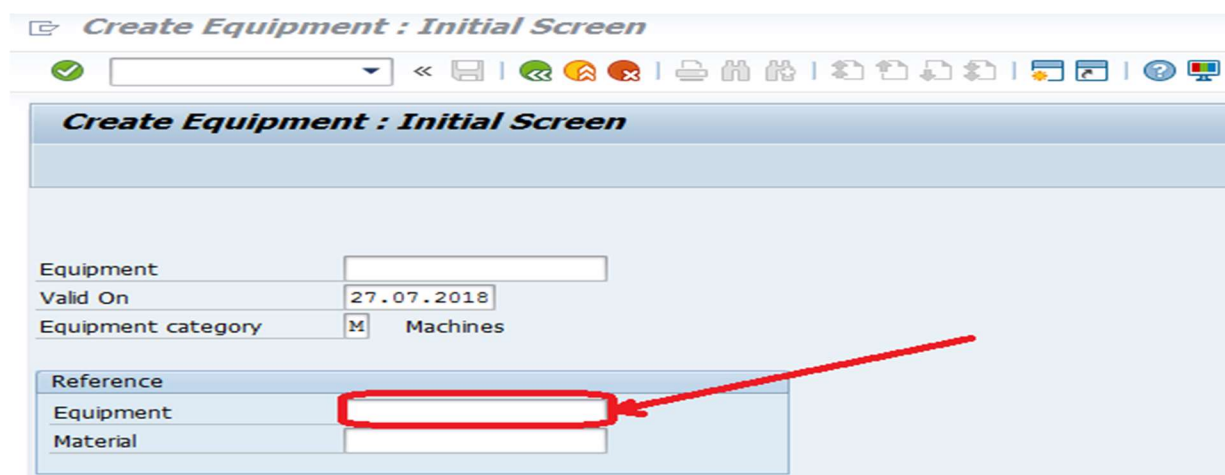 Create Equipment : Initial Screen
Create Equipment : Initial Screen
Equipment
Valid On 27.07.2018
Equipment category M Machines
Reference
Equipment
Material